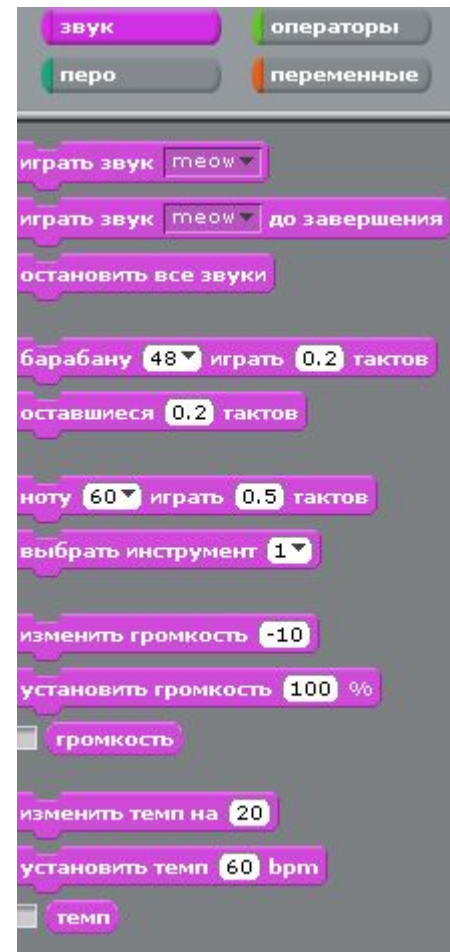 звук операторы
перо переменные
играть звук meow
играть звук meow до завершения
остановить все звуки
барабану 48 играть 0.2 тактов
оставшиеся 0.2 тактов
ноту 60 играть 0.5 тактов
выбрать инструмент 1
изменить громкость -10
установить громкость 100 %
громкость
изменить темп на 20
установить темп 60 bpm
темп